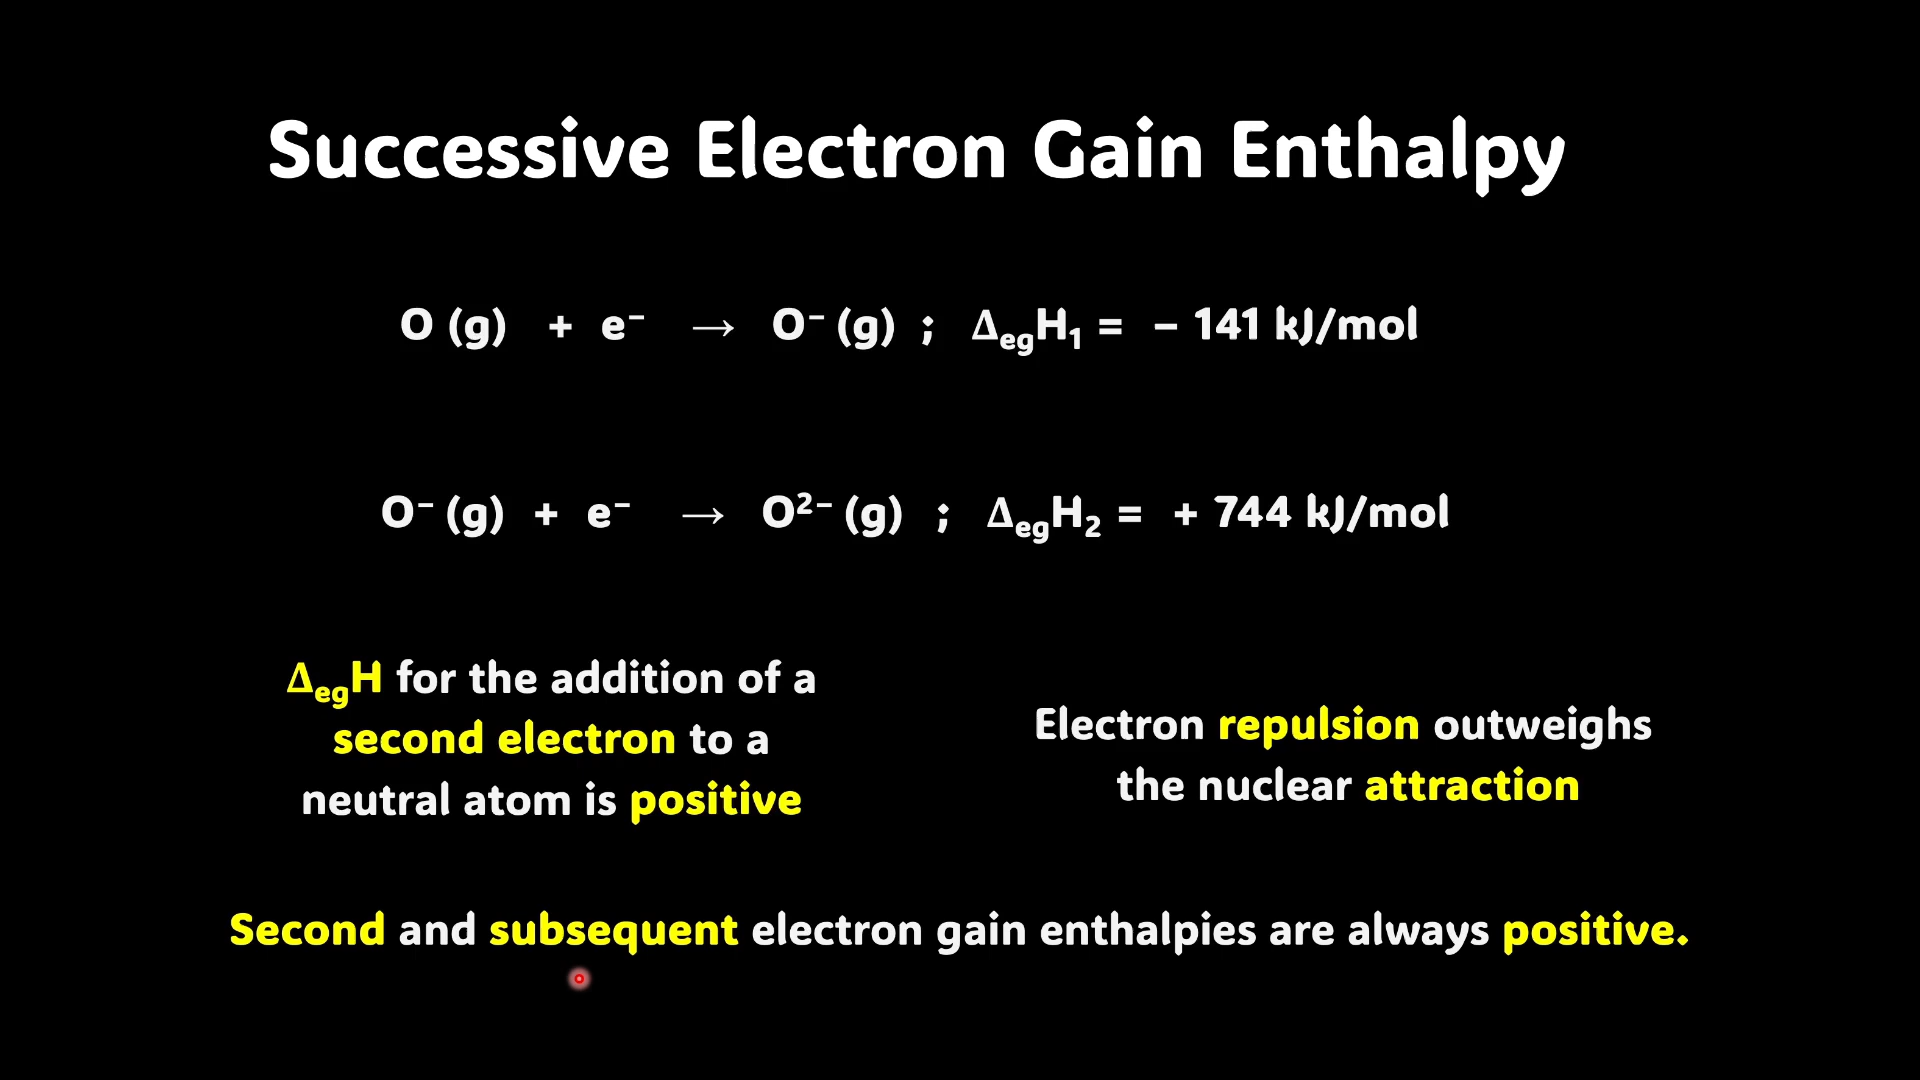 Successive Electron Gain Enthalpy
O (g) + e⁻ → O⁻ (g) ; ΔₑgH₁ = – 141 kJ/mol
O⁻ (g) + e⁻ → O²⁻ (g) ; ΔₑgH₂ = + 744 kJ/mol
ΔₑgH for the addition of a
second electron to a
neutral atom is positive
Electron repulsion outweighs
the nuclear attraction
Second and subsequent electron gain enthalpies are always positive.